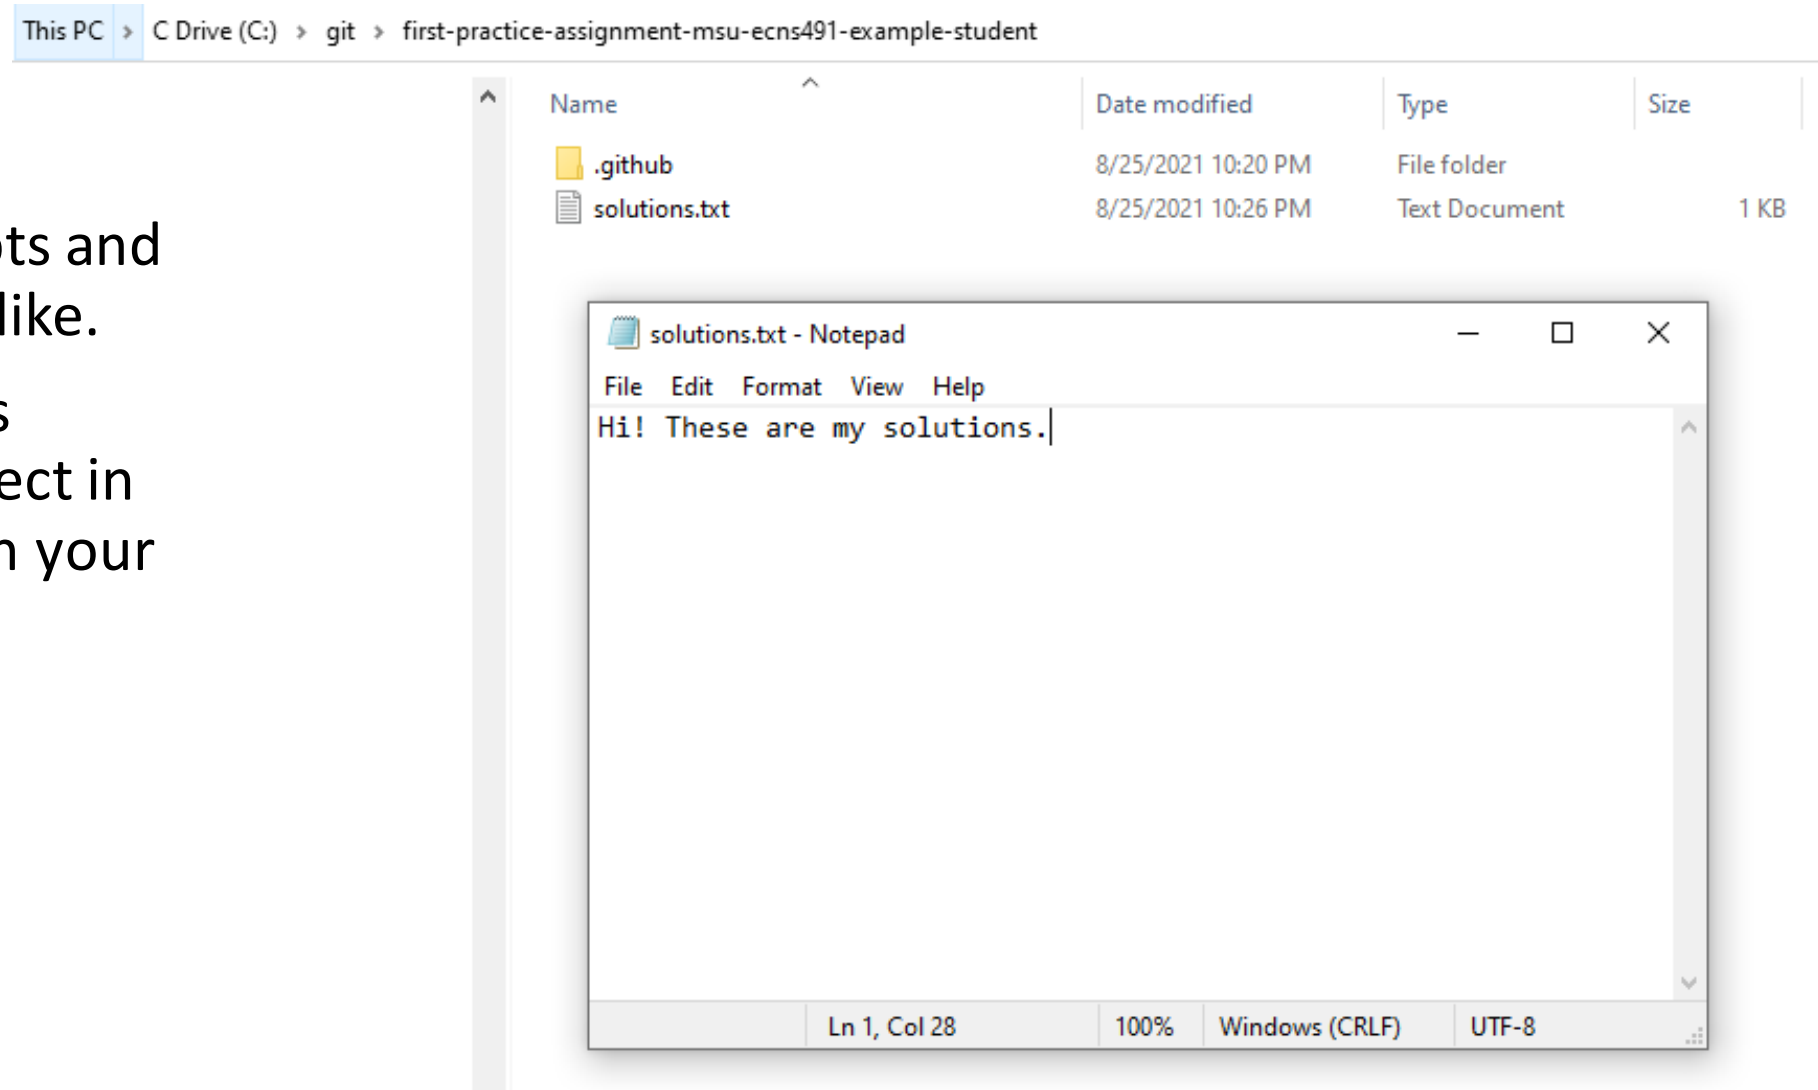 This PC > C Drive (C:) > git > first-practice-assignment-msu-ecns491-example-student
Name Date modified Type Size
.github 8/25/2021 10:20 PM File folder
solutions.txt 8/25/2021 10:26 PM Text Document 1 KB
and
like.
in
your
solutions.txt - Notepad
File Edit Format View Help
Hi! These are my solutions.
Ln 1, Col 28 100% Windows (CRLF) UTF-8